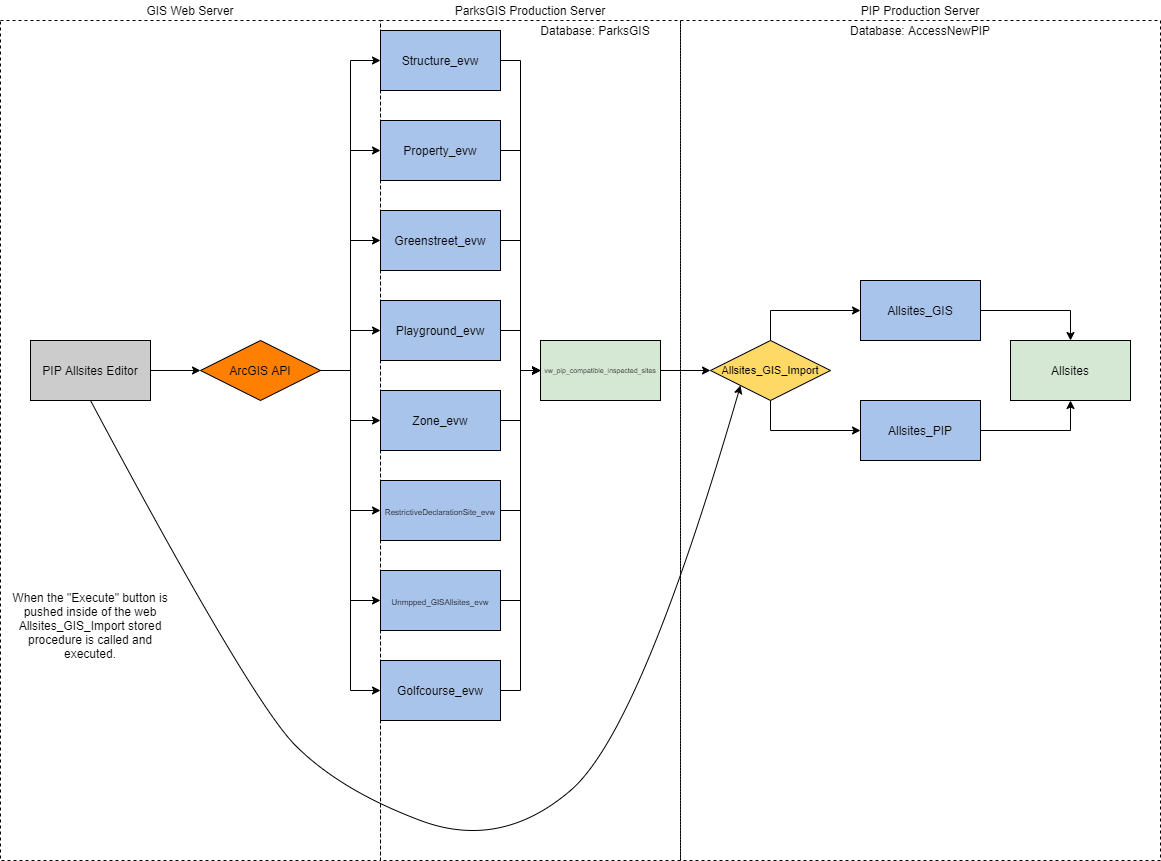 GIS Web Server
ParksGIS Production Server
PIP Production Server
Database: ParksGIS
Database: AccessNewPIP
Structure_evw
Property_evw
Greenstreet_evw
Playground_evw
Zone_evw
RestrictiveDeclarationSite_evw
Unmpped_GISAllsites_evw
Golfcourse_evw
PIP Allsites Editor
ArcGIS API
vw_pip_compatible_inspected_sites
Allsites_GIS_Import
Allsites_GIS
Allsites_PIP
Allsites
When the "Execute" button is
pushed inside of the web
Allsites_GIS_Import stored
procedure is called and
executed.